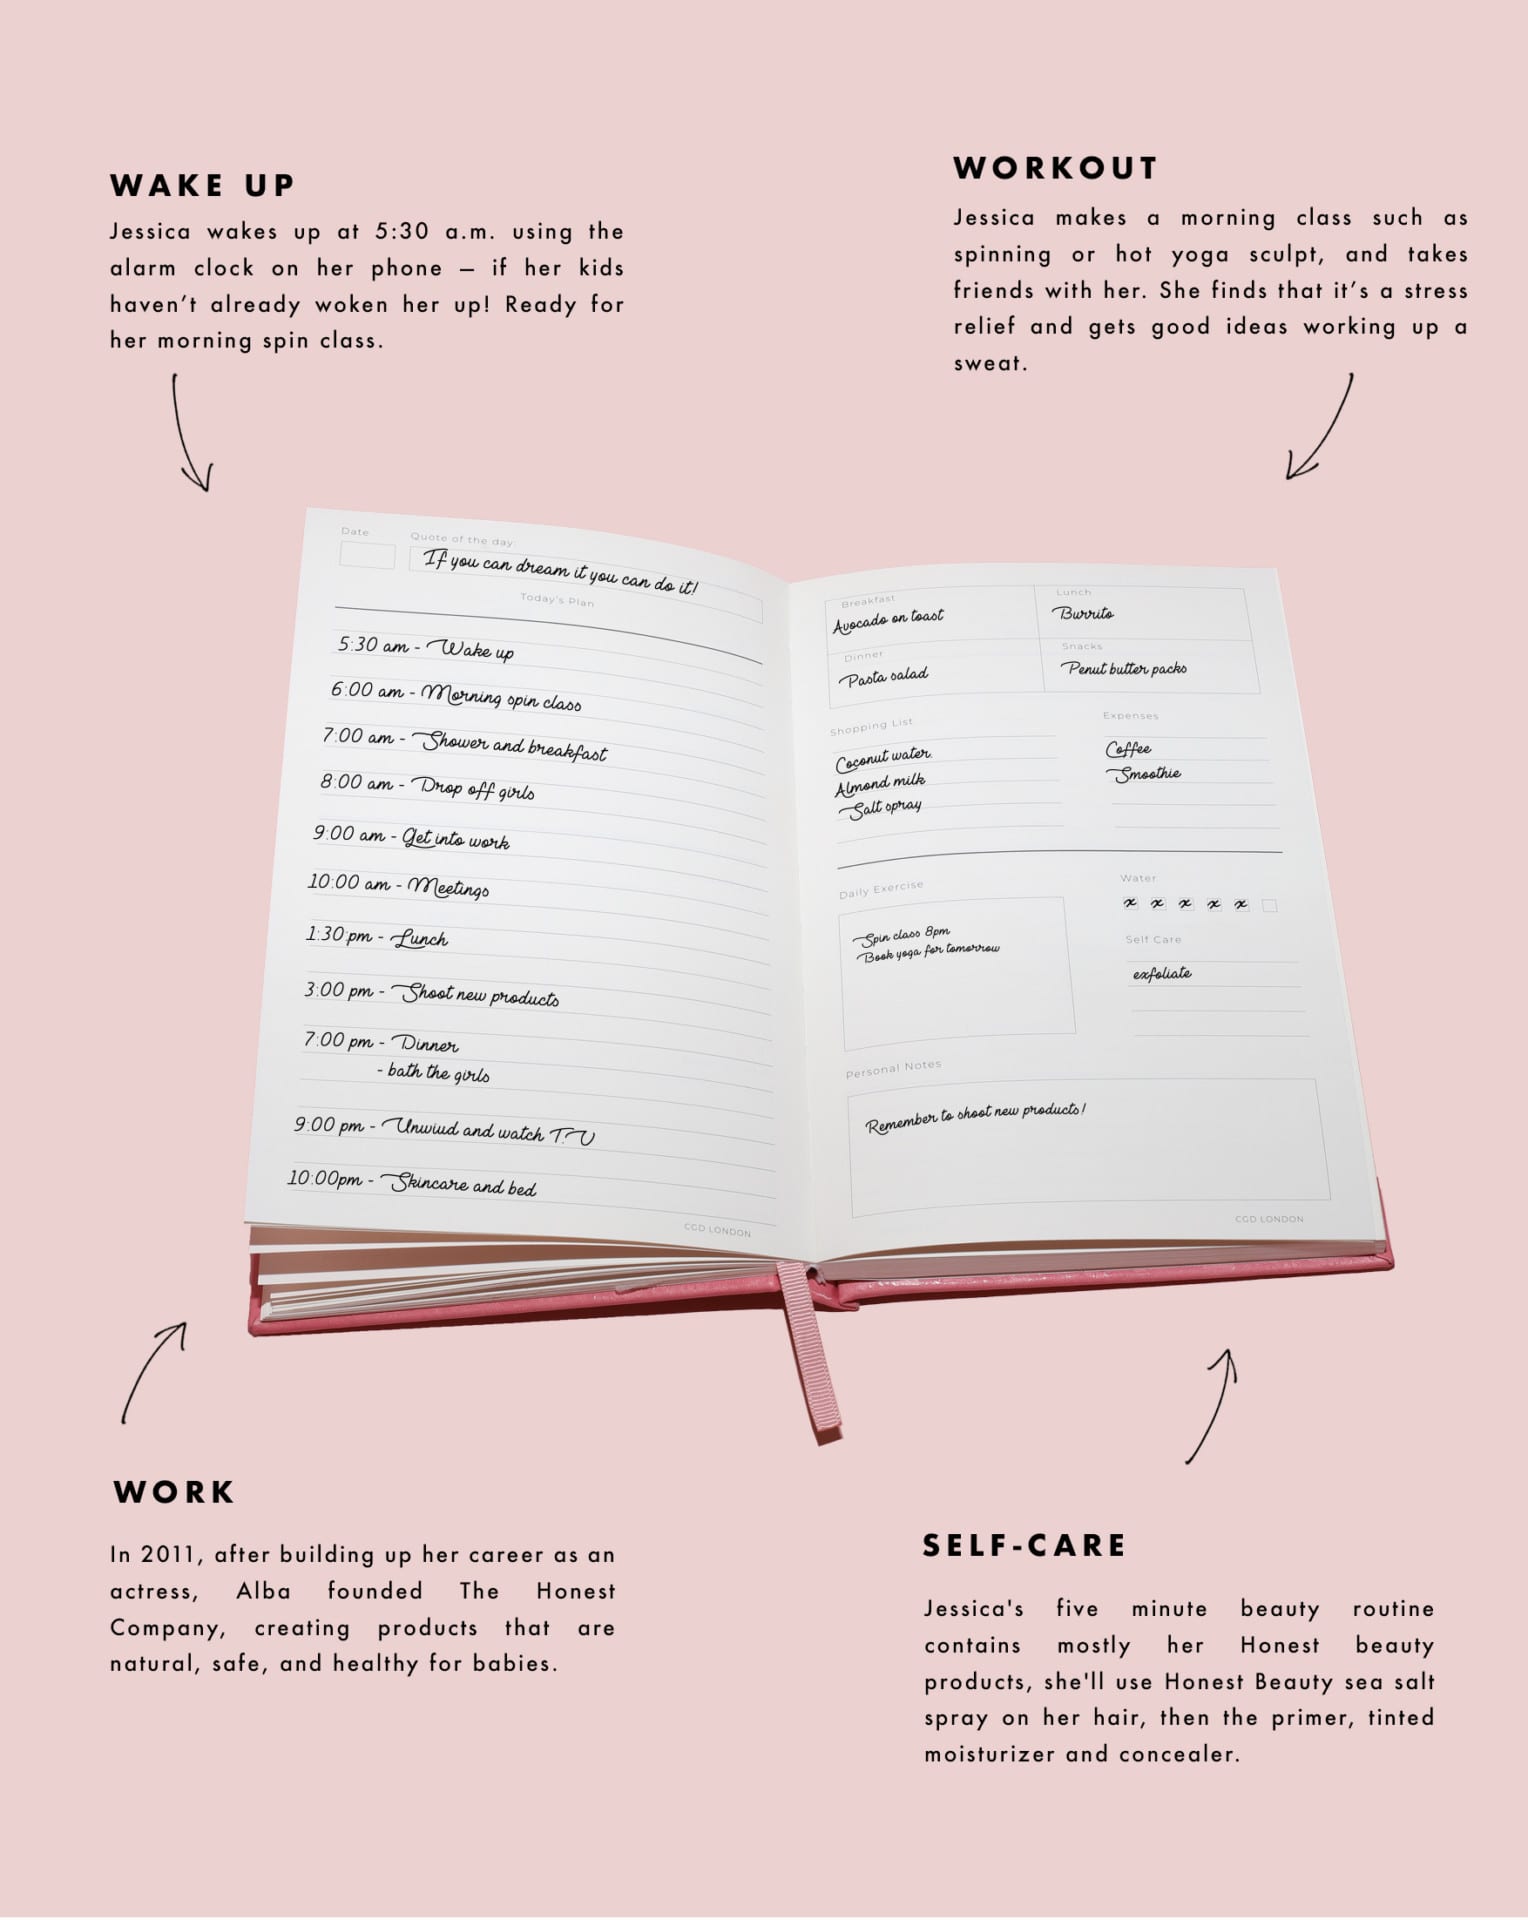 WAKE UP
Jessica wakes up at 5:30 a.m. using the
alarm clock on her phone – if her kids
haven't already woken her up! Ready for
her morning spin class.
WORKOUT
Jessica makes a morning class such as
spinning or hot yoga sculpt, and takes
friends with her. She finds that it's a stress
relief and gets good ideas working up a
sweat.
Date
Quote of the day:
If you can dream it you can do it!
Today's Plan
5:30 am - Wake up
6:00 am - Morning spin class
7:00 am - Shower and breakfast
8:00 am - Drop off girls
9:00 am - Get into work
10:00 am - Meetings
1:30 pm - Lunch
3:00 pm - Shoot new products
7:00 pm - Dinner
- bath the girls
9:00 pm - Unwiud and watch T.V
10:00pm - Skincare and bed
CGD LONDON
Breakfast
Avocado on toast
Lunch
Burrito
Dinner
Pasta salad
Snacks
Penut butter packs
Shopping List
Coconut water.
Almond milk
Salt spray
Expenses
Coffee
Smoothie
Daily Exercise
Spin class 8pm
Book yoga for tomorrow
Water
x x x x x
Self Care
exfoliate
Personal Notes
Remember to shoot new products!
CGD LONDON
WORK
In 2011, after building up her career as an
actress, Alba founded The Honest
Company, creating products that are
natural, safe, and healthy for babies.
SELF-CARE
Jessica's five minute beauty routine
contains mostly her Honest beauty
products, she'll use Honest Beauty sea salt
spray on her hair, then the primer, tinted
moisturizer and concealer.